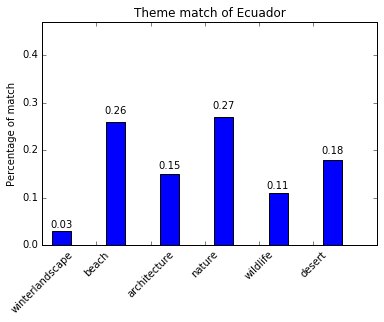 Theme match of Ecuador
Percentage of match
0.4
0.3
0.2
0.1
0.0
0.03
0.26
0.15
0.27
0.11
0.18
winterlandscape
beach
architecture
nature
wildlife
desert